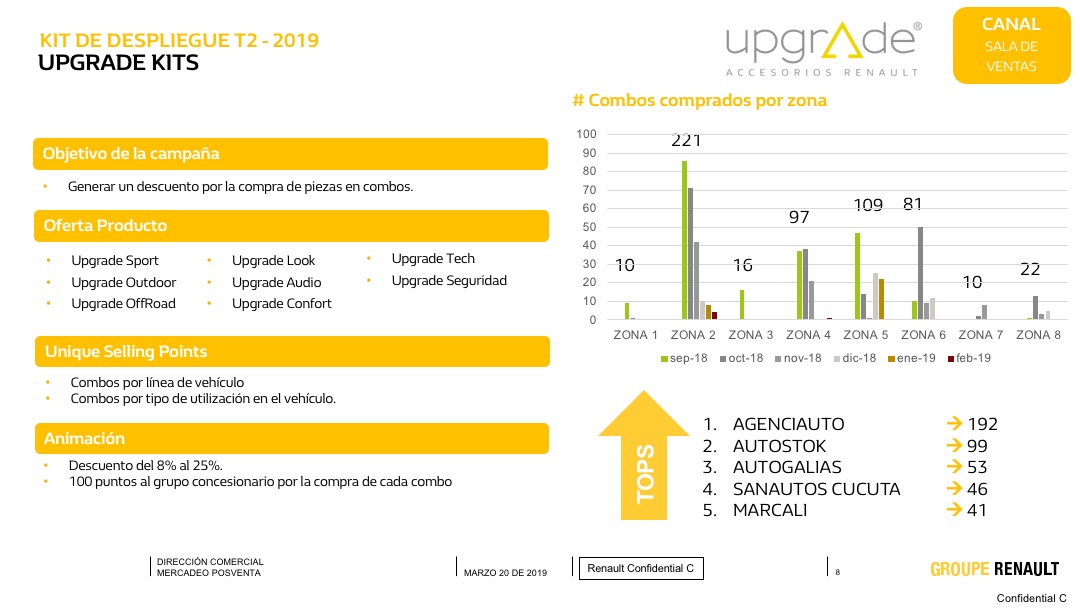 KIT DE DESPLIEGUE T2 - 2019
UPGRADE KITS
upgrade®
ACCESORIOS RENAULT
CANAL
SALA DE
VENTAS
Objetivo de la campaña
• Generar un descuento por la compra de piezas en combos.
Oferta Producto
• Upgrade Sport
• Upgrade Outdoor
• Upgrade OffRoad
• Upgrade Look
• Upgrade Audio
• Upgrade Confort
• Upgrade Tech
• Upgrade Seguridad
Unique Selling Points
• Combos por línea de vehículo
• Combos por tipo de utilización en el vehículo.
Animación
• Descuento del 8% al 25%.
• 100 puntos al grupo concesionario por la compra de cada combo
# Combos comprados por zona
100
90
80
70
60
50
40
30
20
10
0
10
221
16
97
109
81
10
22
ZONA 1 ZONA 2 ZONA 3 ZONA 4 ZONA 5 ZONA 6 ZONA 7 ZONA 8
sep-18 oct-18 nov-18 dic-18 ene-19 feb-19
TOPS
1. AGENCIAUTO → 192
2. AUTOSTOK → 99
3. AUTOGALIAS → 53
4. SANAUTOS CUCUTA → 46
5. MARCALI → 41
DIRECCIÓN COMERCIAL
MERCADEO POSVENTA
MARZO 20 DE 2019
Renault Confidential C
8
GROUPE RENAULT
Confidential C